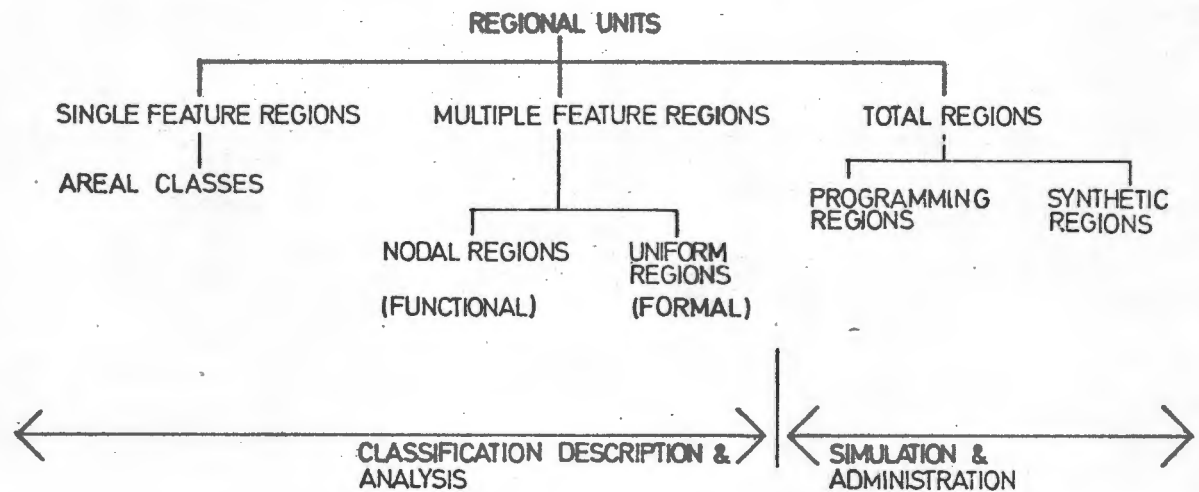 REGIONAL UNITS
SINGLE FEATURE REGIONS
MULTIPLE FEATURE REGIONS
TOTAL REGIONS
AREAL CLASSES
PROGRAMMING
REGIONS
SYNTHETIC
REGIONS
NODAL REGIONS
(FUNCTIONAL)
UNIFORM
REGIONS
(FORMAL)
CLASSIFICATION DESCRIPTION &
ANALYSIS
SIMULATION &
ADMINISTRATION